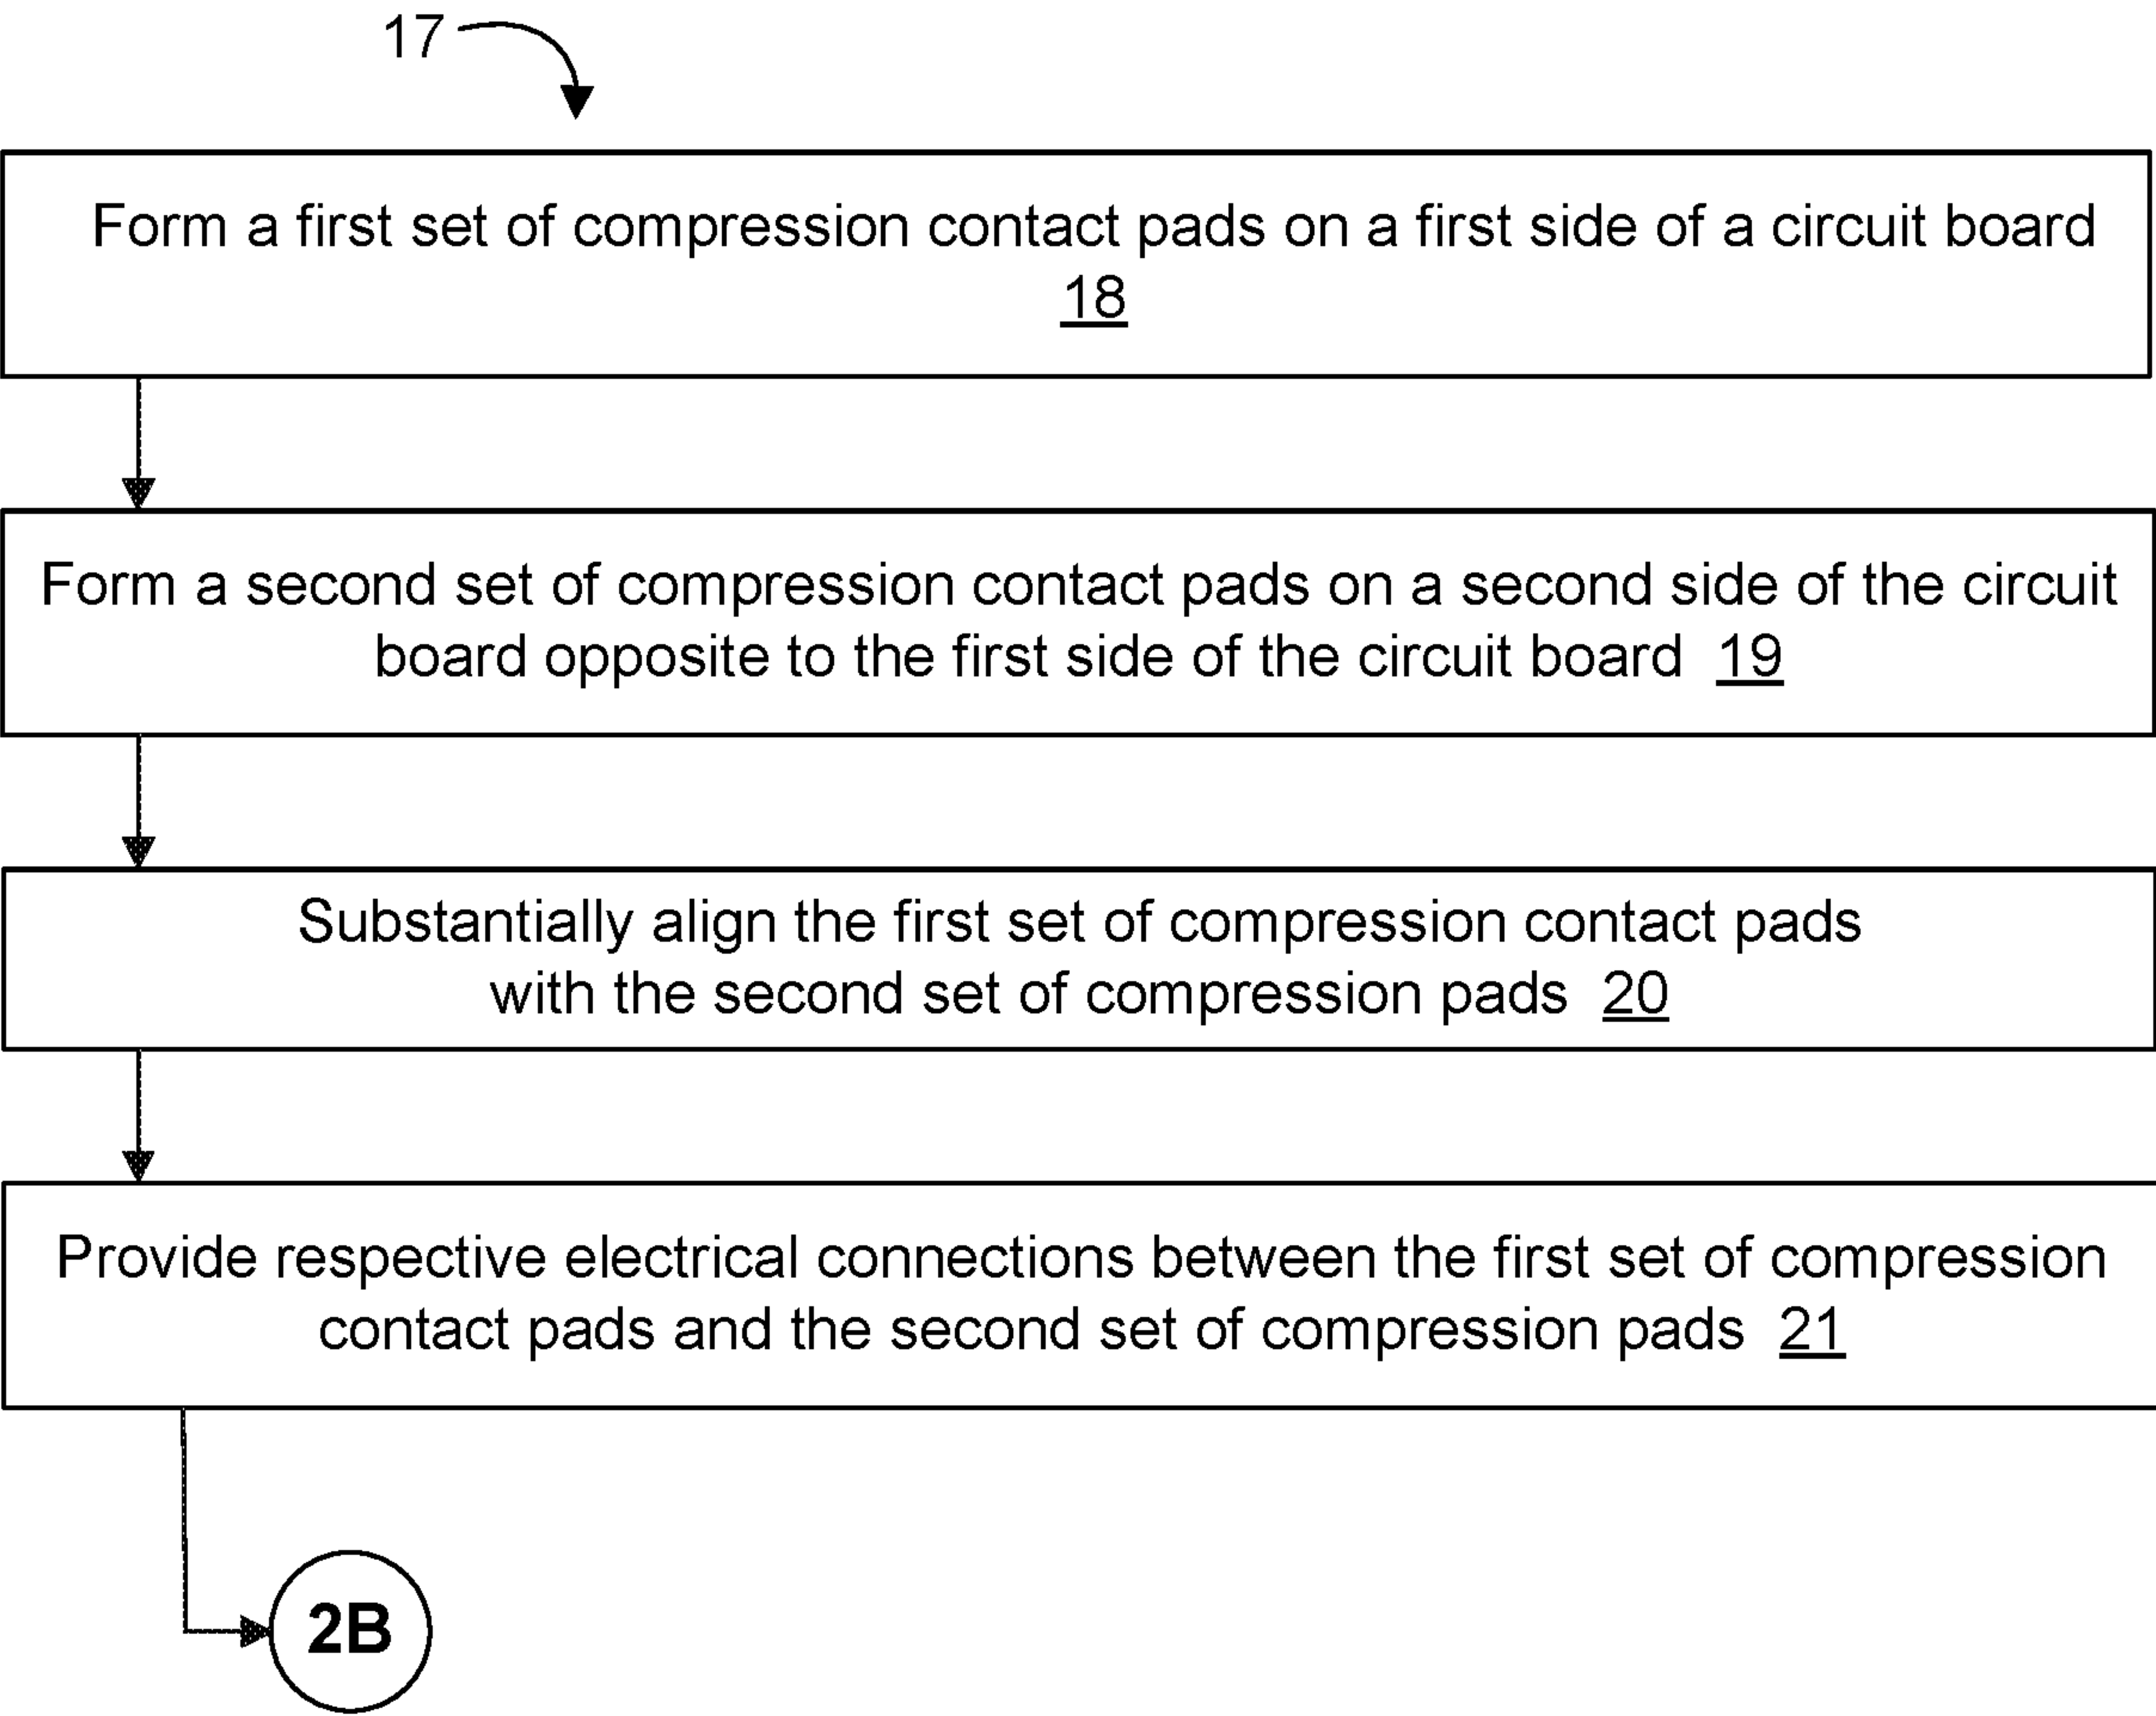 17
Form a first set of compression contact pads on a first side of a circuit board
18
Form a second set of compression contact pads on a second side of the circuit
board opposite to the first side of the circuit board 19
Substantially align the first set of compression contact pads
with the second set of compression pads 20
Provide respective electrical connections between the first set of compression
contact pads and the second set of compression pads 21
2B